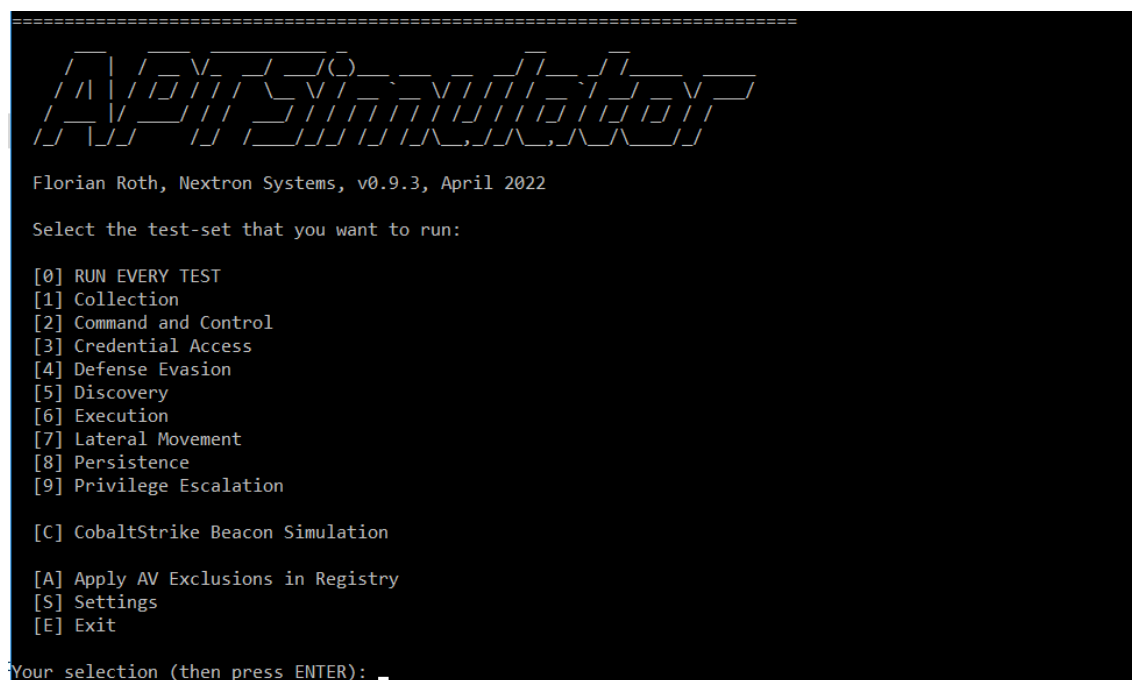 ===========================================================================
APTSimulator
Florian Roth, Nextron Systems, v0.9.3, April 2022
Select the test-set that you want to run:
[0] RUN EVERY TEST
[1] Collection
[2] Command and Control
[3] Credential Access
[4] Defense Evasion
[5] Discovery
[6] Execution
[7] Lateral Movement
[8] Persistence
[9] Privilege Escalation
[C] CobaltStrike Beacon Simulation
[A] Apply AV Exclusions in Registry
[S] Settings
[E] Exit
Your selection (then press ENTER): _